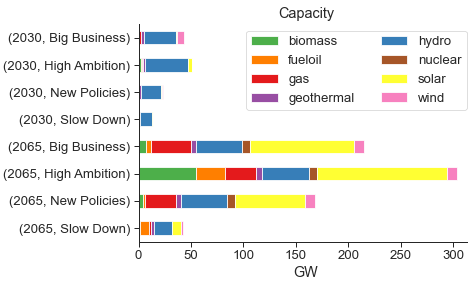 Capacity
biomass
fueloil
gas
geothermal
hydro
nuclear
solar
wind
(2030, Big Business)
(2030, High Ambition)
(2030, New Policies)
(2030, Slow Down)
(2065, Big Business)
(2065, High Ambition)
(2065, New Policies)
(2065, Slow Down)
0 50 100 150 200 250 300
GW